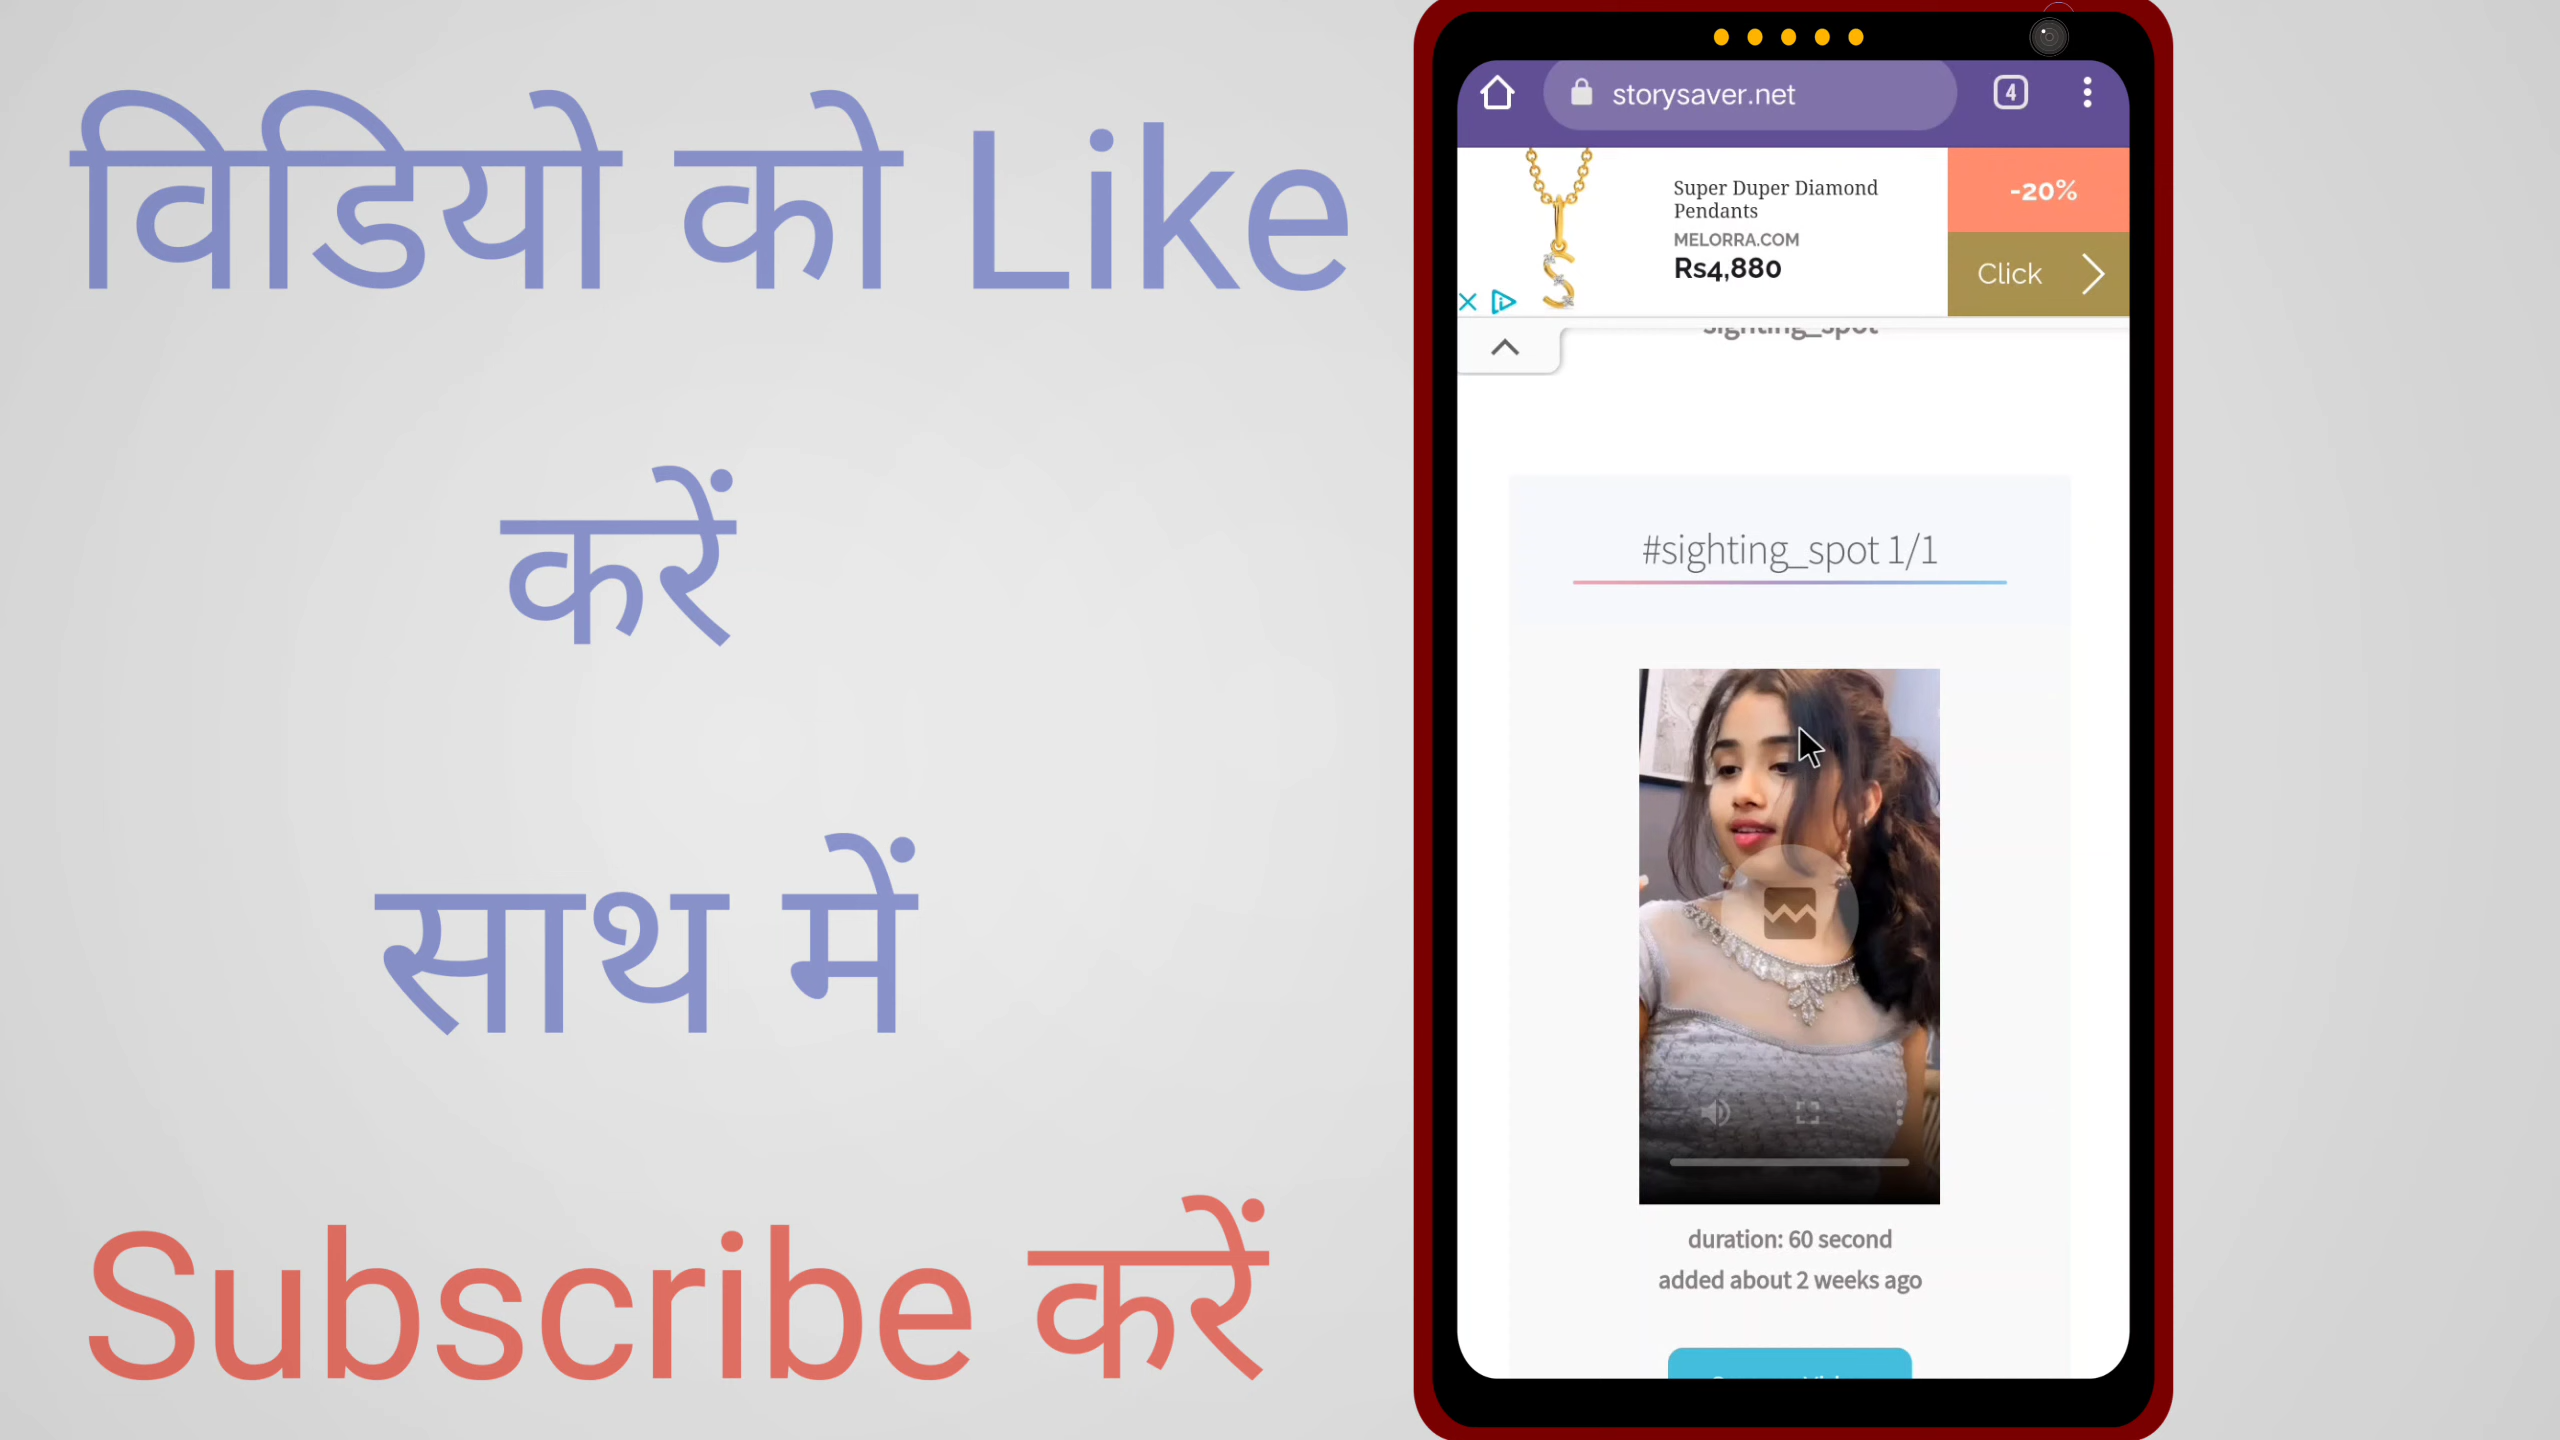 विडियो को Like
करें
साथ में
Subscribe करें
storysaver.net
4
Super Duper Diamond
Pendants
MELORRA.COM
Rs4,880
-20%
Click
sighting_spot
#sighting_spot 1/1
duration: 60 second
added about 2 weeks ago